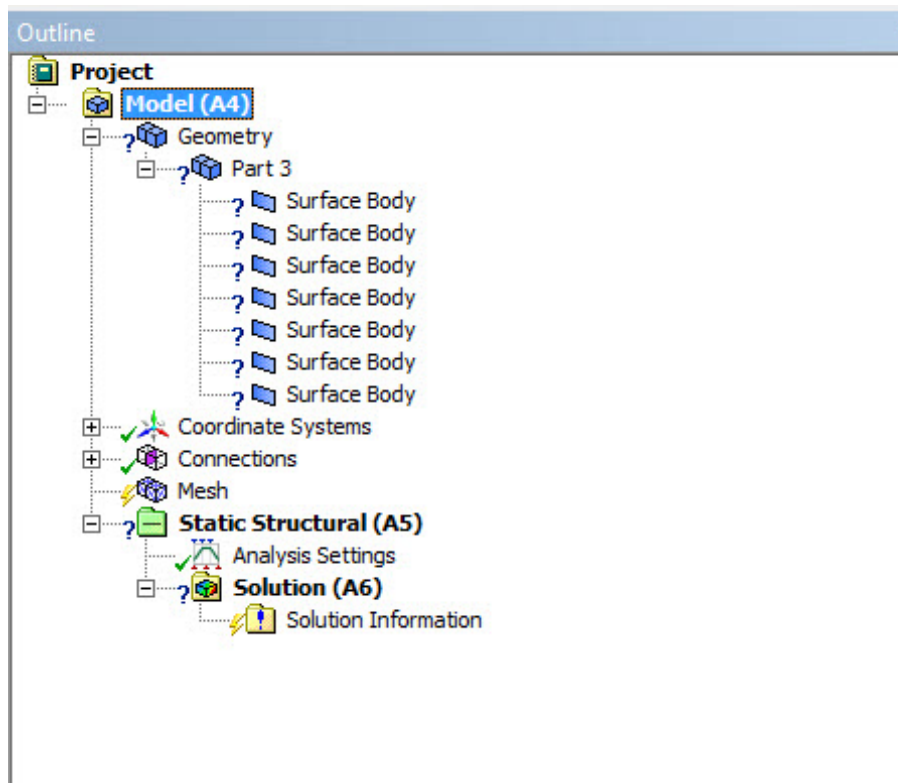 Outline
Project
Model (A4)
Geometry
Part 3
Surface Body
Surface Body
Surface Body
Surface Body
Surface Body
Surface Body
Surface Body
Coordinate Systems
Connections
Mesh
Static Structural (A5)
Analysis Settings
Solution (A6)
Solution Information